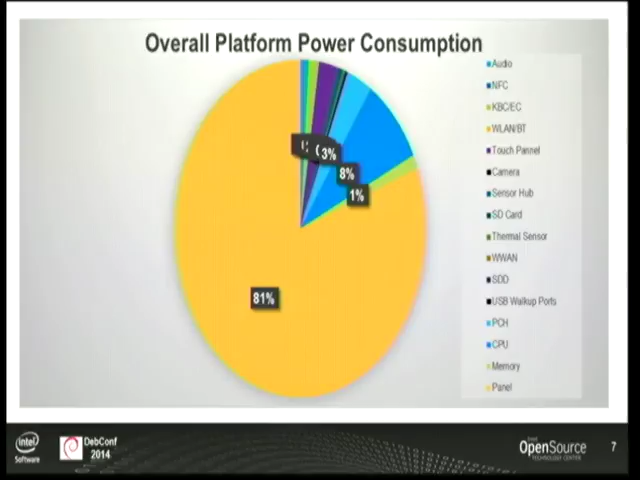 Overall Platform Power Consumption
Audio
NFC
KBC/EC
WLAN/BT
Touch Pannel
Camera
Sensor Hub
SD Card
Thermal Sensor
WWAN
SDD
USB Walkup Ports
PCH
CPU
Memory
Panel
3%
8%
1%
81%
intel
Software
DebConf
2014
OpenSource
TECHNOLOGY CENTER
7